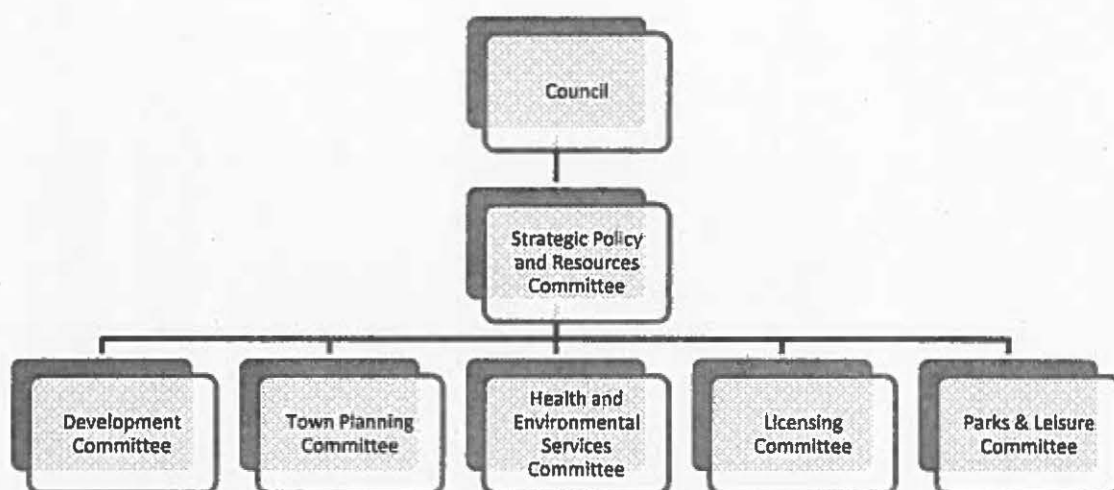 Council
Strategic Policy
and Resources
Committee
Development
Committee
Town Planning
Committee
Health and
Environmental
Services
Committee
Licensing
Committee
Parks & Leisure
Committee